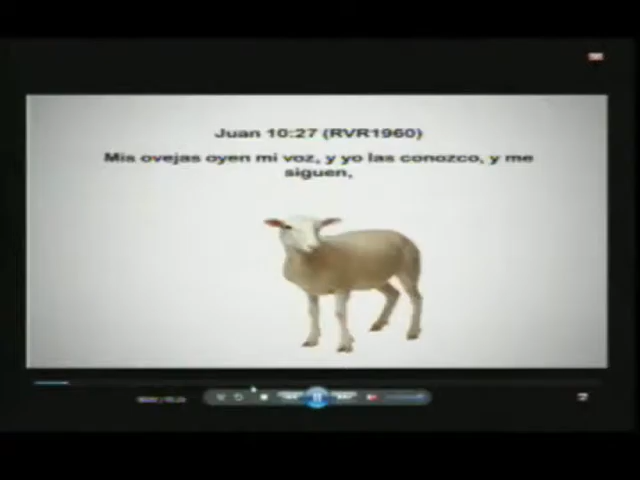 Juan 10:27 (RVR1960)
Mis ovejas oyen mi voz, y yo las conozco, y me
siguen,